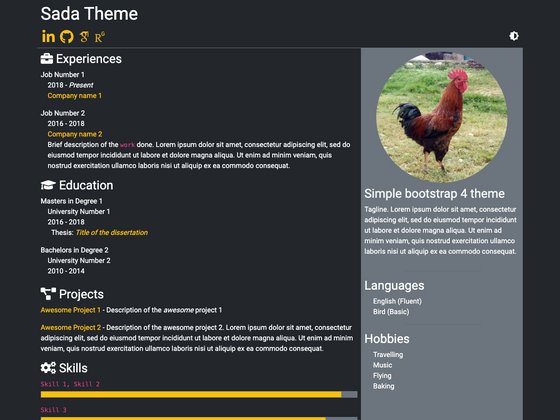 Sada Theme
Experiences
Job Number 1
2018 - Present
Company name 1
Job Number 2
2016 - 2018
Company name 2
Brief description of the work done. Lorem ipsum dolor sit amet, consectetur adipiscing elit, sed do
eiusmod tempor incididunt ut labore et dolore magna aliqua. Ut enim ad minim veniam, quis
nostrud exercitation ullamco laboris nisi ut aliquip ex ea commodo consequat.
Education
Masters in Degree 1
University Number 1
2016 - 2018
Thesis: Title of the dissertation
Bachelors in Degree 2
University Number 2
2010 - 2014
Projects
Awesome Project 1 - Description of the awesome project 1
Awesome Project 2 - Description of the awesome project 2. Lorem ipsum dolor sit amet, consectetur
adipiscing elit, sed do eiusmod tempor incididunt ut labore et dolore magna aliqua. Ut enim ad minim
veniam, quis nostrud exercitation ullamco laboris nisi ut aliquip ex ea commodo consequat.
Skills
Skill 1, Skill 2
Skill 3
Simple bootstrap 4 theme
Tagline. Lorem ipsum dolor sit amet, consectetur
adipiscing elit, sed do eiusmod tempor incididunt
ut labore et dolore magna aliqua. Ut enim ad minim
veniam, quis nostrud exercitation ullamco laboris
nisi ut aliquip ex ea commodo consequat.
Languages
English (Fluent)
Bird (Basic)
Hobbies
Travelling
Music
Flying
Baking